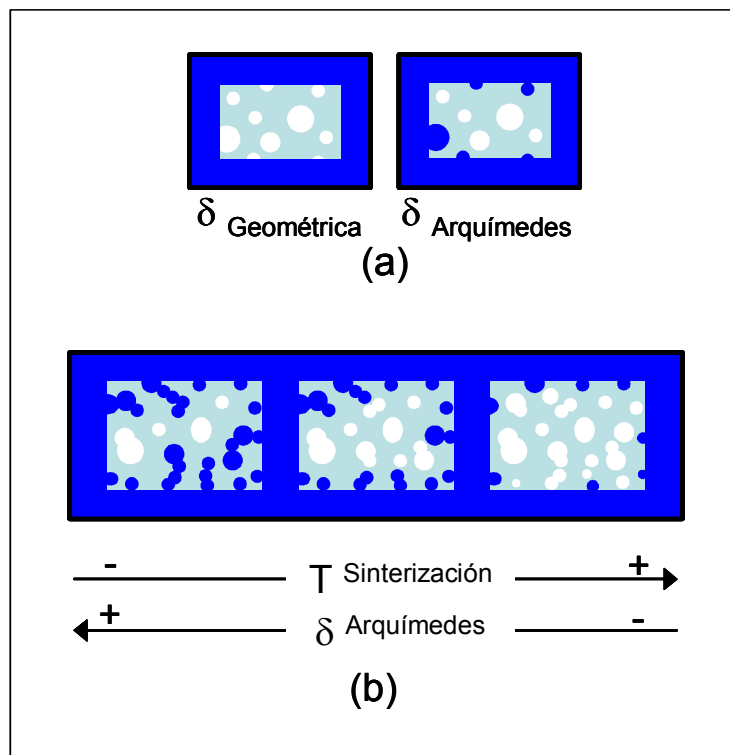 δ Geométrica
δ Arquímedes
(a)
- T Sinterización +
+ δ Arquímedes -
(b)